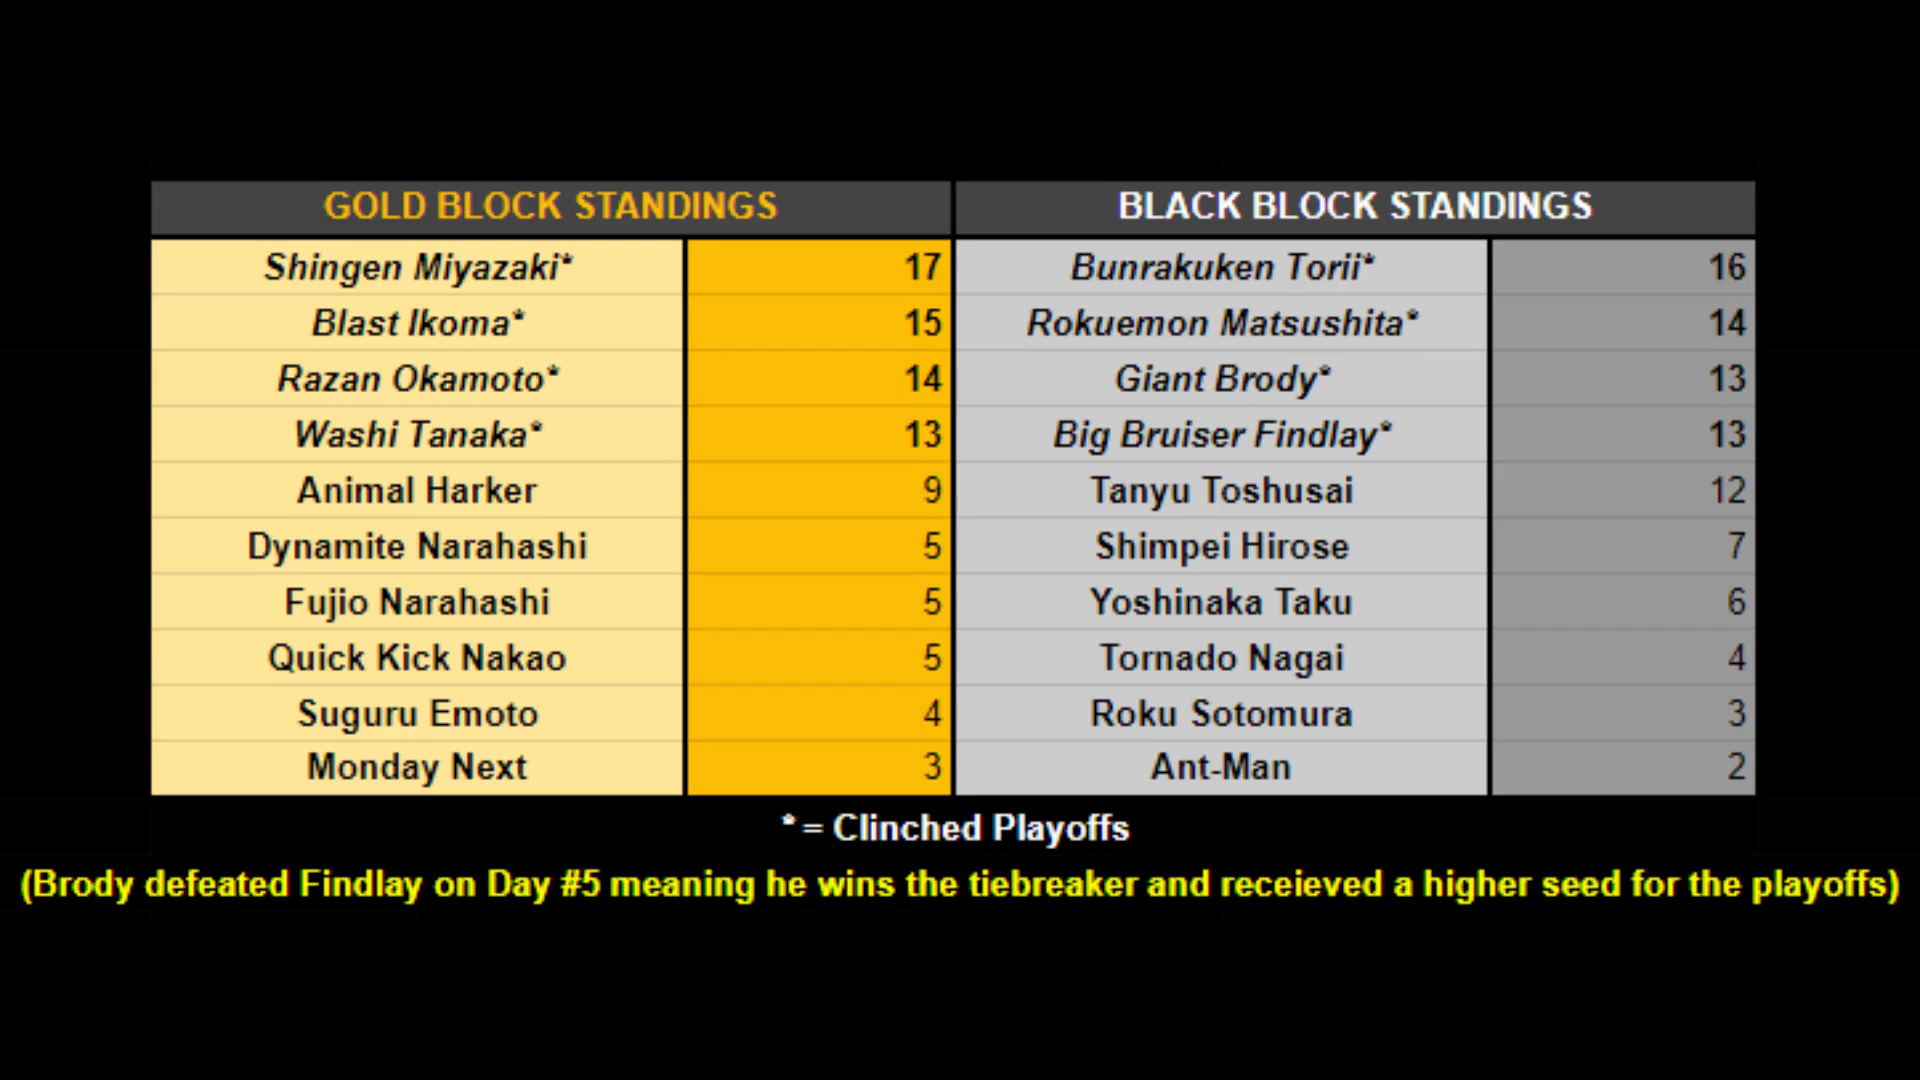 GOLD BLOCK STANDINGS BLACK BLOCK STANDINGS
Shingen Miyazaki* 17 Bunrakuken Torii* 16
Blast Ikoma* 15 Rokuemon Matsushita* 14
Razan Okamoto* 14 Giant Brody* 13
Washi Tanaka* 13 Big Bruiser Findlay* 13
Animal Harker 9 Tanyu Toshusai 12
Dynamite Narahashi 5 Shimpei Hirose 7
Fujio Narahashi 5 Yoshinaka Taku 6
Quick Kick Nakao 5 Tornado Nagai 4
Suguru Emoto 4 Roku Sotomura 3
Monday Next 3 Ant-Man 2
* = Clinched Playoffs
(Brody defeated Findlay on Day #5 meaning he wins the tiebreaker and receieved a higher seed for the playoffs)